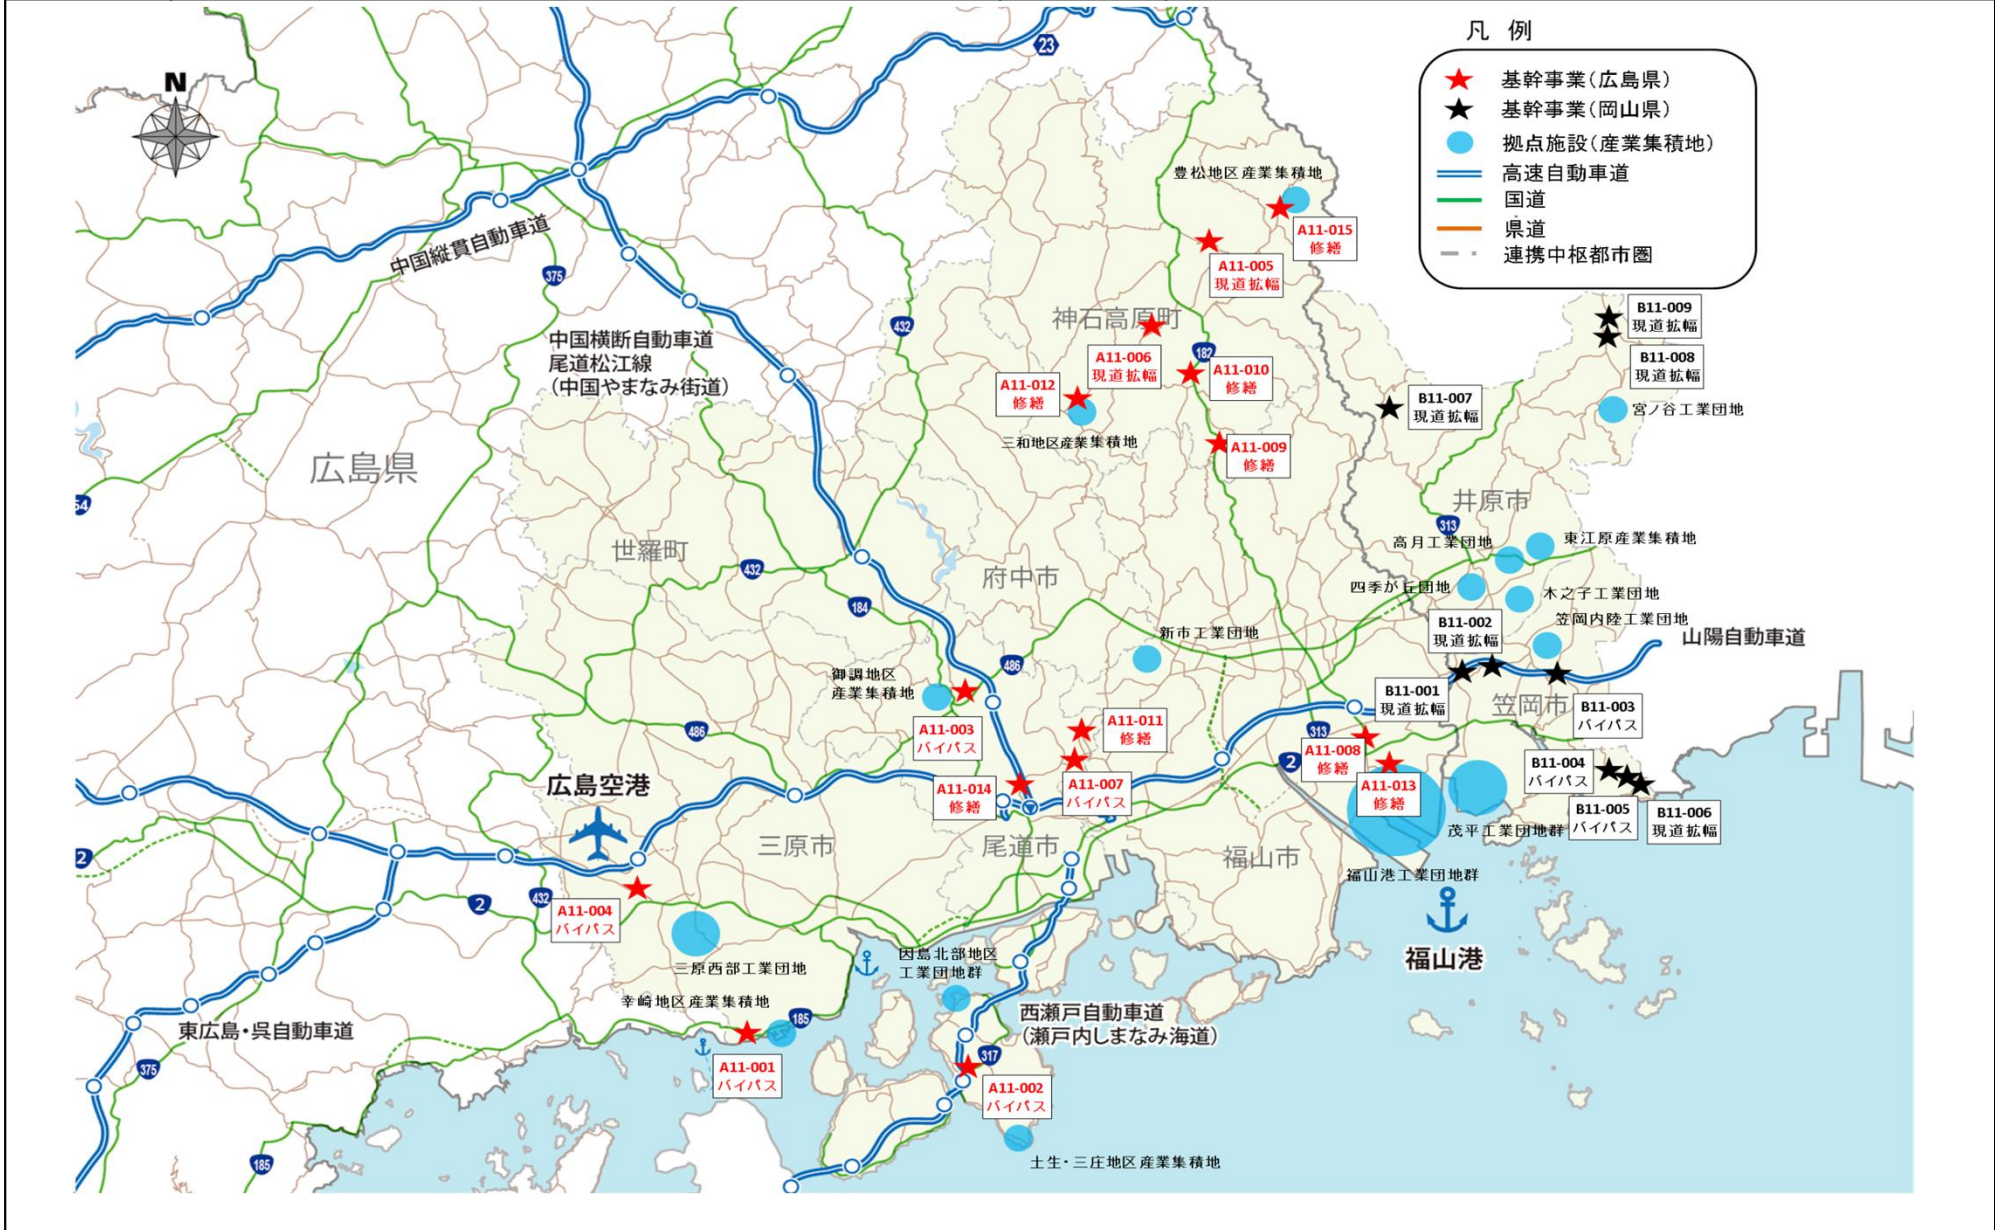 凡 例
基幹事業（広島県）
基幹事業（岡山県）
拠点施設（産業集積地）
高速自動車道
国道
県道
連携中枢都市圏
N
23
豊松地区産業集積地
A11-015
修繕
A11-005
現道拡幅
中国縦貫自動車道
375
432
神石高原町
182
中国横断自動車道
尾道松江線
（中国やまなみ街道）
A11-006
現道拡幅
A11-010
修繕
A11-012
修繕
三和地区産業集積地
A11-009
修繕
B11-009
現道拡幅
B11-008
現道拡幅
B11-007
現道拡幅
宮ノ谷工業団地
広島県
54
井原市
313
高月工業団地
東江原産業集積地
四季が丘団地
木之子工業団地
笠岡内陸工業団地
B11-002
現道拡幅
山陽自動車道
世羅町
432
184
府中市
新市工業団地
486
御調地区
産業集積地
A11-003
バイパス
486
A11-011
修繕
B11-001
現道拡幅
笠岡市
B11-003
バイパス
313
2
A11-008
修繕
A11-013
修繕
B11-004
バイパス
B11-005
バイパス
B11-006
現道拡幅
茂平工業団地群
福山港工業団地群
福山港
広島空港
A11-014
修繕
A11-007
バイパス
三原市
尾道市
福山市
2
2
432
A11-004
バイパス
三原西部工業団地
因島北部地区
工業団地群
幸崎地区産業集積地
185
西瀬戸自動車道
（瀬戸内しまなみ海道）
東広島・呉自動車道
375
A11-001
バイパス
317
A11-002
バイパス
土生・三庄地区産業集積地
185